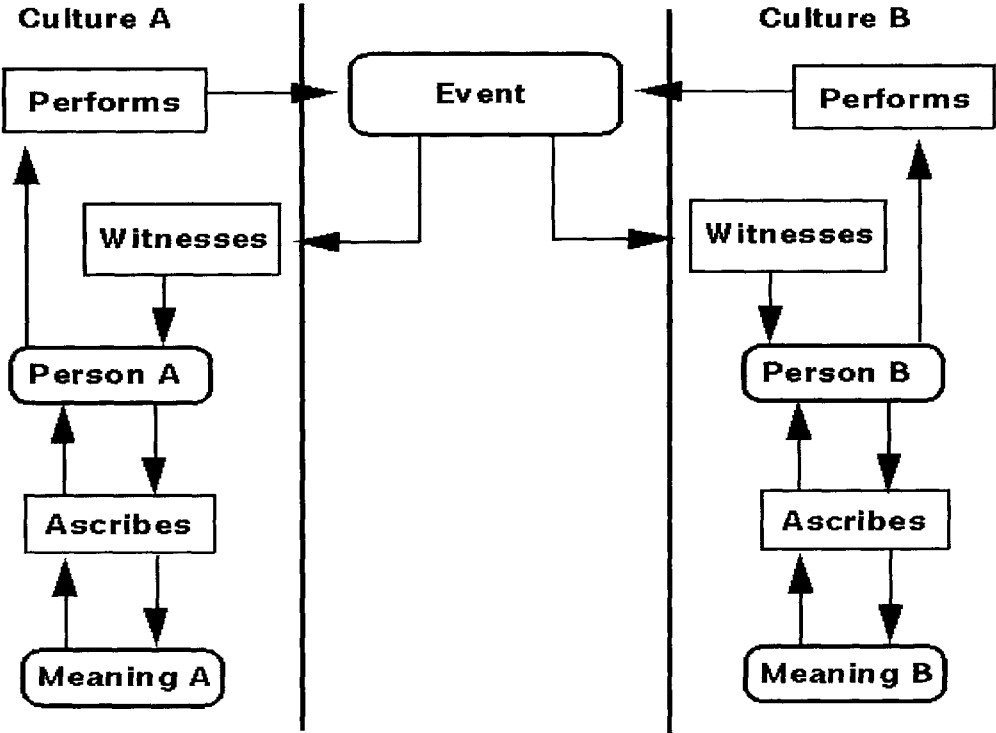 Culture A
Culture B
Performs
Event
Performs
Witnesses
Witnesses
Person A
Person B
Ascribes
Ascribes
Meaning A
Meaning B